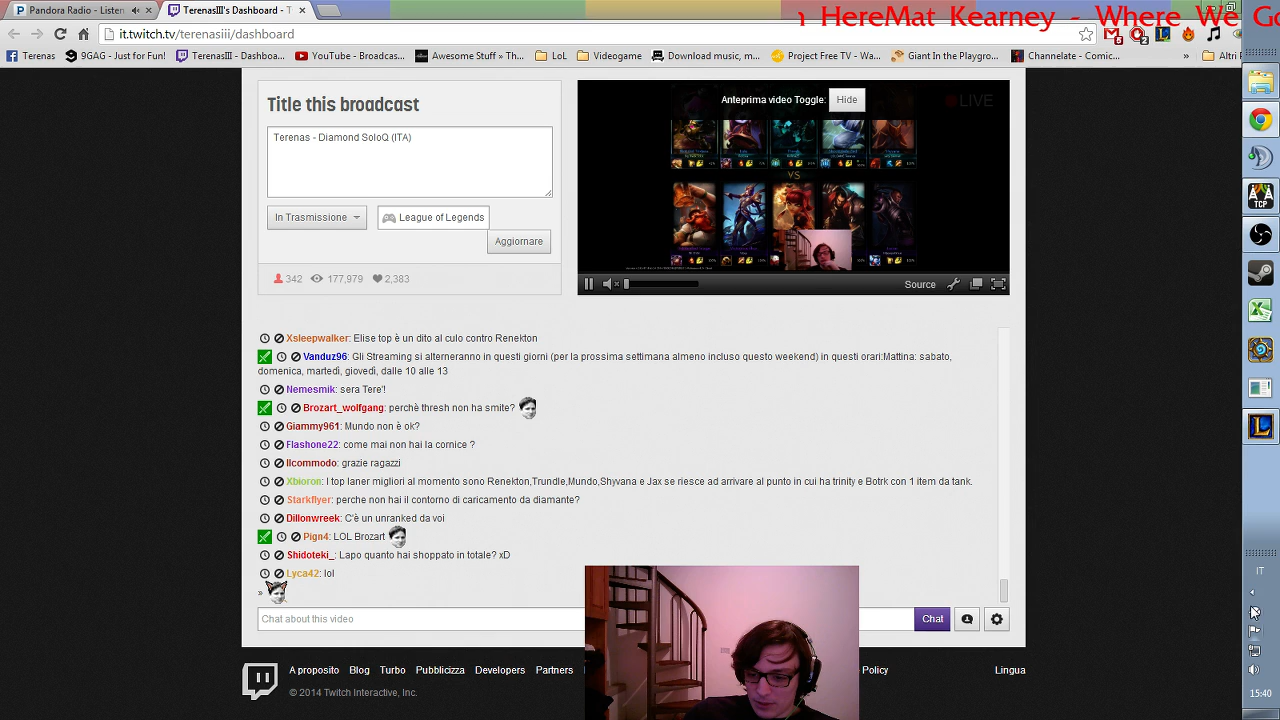 Pandora Radio - Listen
TerenasIII's Dashboard - T
HereMat Kearney - Where We Go
it.twitch.tv/terenasiii/dashboard
Terenas
9GAG - Just for Fun!
TerenasIII - Dashboa...
YouTube - Broadcas...
Awesome Stuff » Th...
LoL
Videogame
Download music, m...
Project Free TV - Wa...
Giant In the Playgro...
Channelate - Comic...
»
Altri P
Title this broadcast
Terenas - Diamond SoloQ (ITA)
In Trasmissione
League of Legends
Aggiornare
342
177,979
2,383
Anteprima video Toggle: Hide
LIVE
VS
Source
Xsleepwalker: Elise top è un dito al culo contro Renekton
Vanduz96: Gli Streaming si alterneranno in questi giorni (per la prossima settimana almeno incluso questo weekend) in questi orari:Mattina: sabato,
domenica, martedì, giovedì, dalle 10 alle 13
Nemesmik: sera Tere'!
Brozart_wolfgang: perchè thresh non ha smite?
Giammy961: Mundo non è ok?
Flashone22: come mai non hai la cornice ?
Ilcommodo: grazie ragazzi
Xbioron: I top laner migliori al momento sono Renekton,Trundle,Mundo,Shyvana e Jax se riesce ad arrivare al punto in cui ha trinity e Botrk con 1 item da tank.
Starkflyer: perche non hai il contorno di caricamento da diamante?
Dillonwreek: C'è un unranked da voi
Pign4: LOL Brozart
Shidoteki_: Lapo quanto hai shoppato in totale? xD
Lyca42: lol
»
Chat about this video
Chat
A proposito
Blog
Turbo
Pubblicizza
Developers
Partners
Policy
Lingua
© 2014 Twitch Interactive, Inc.
TCP
IT
15:40